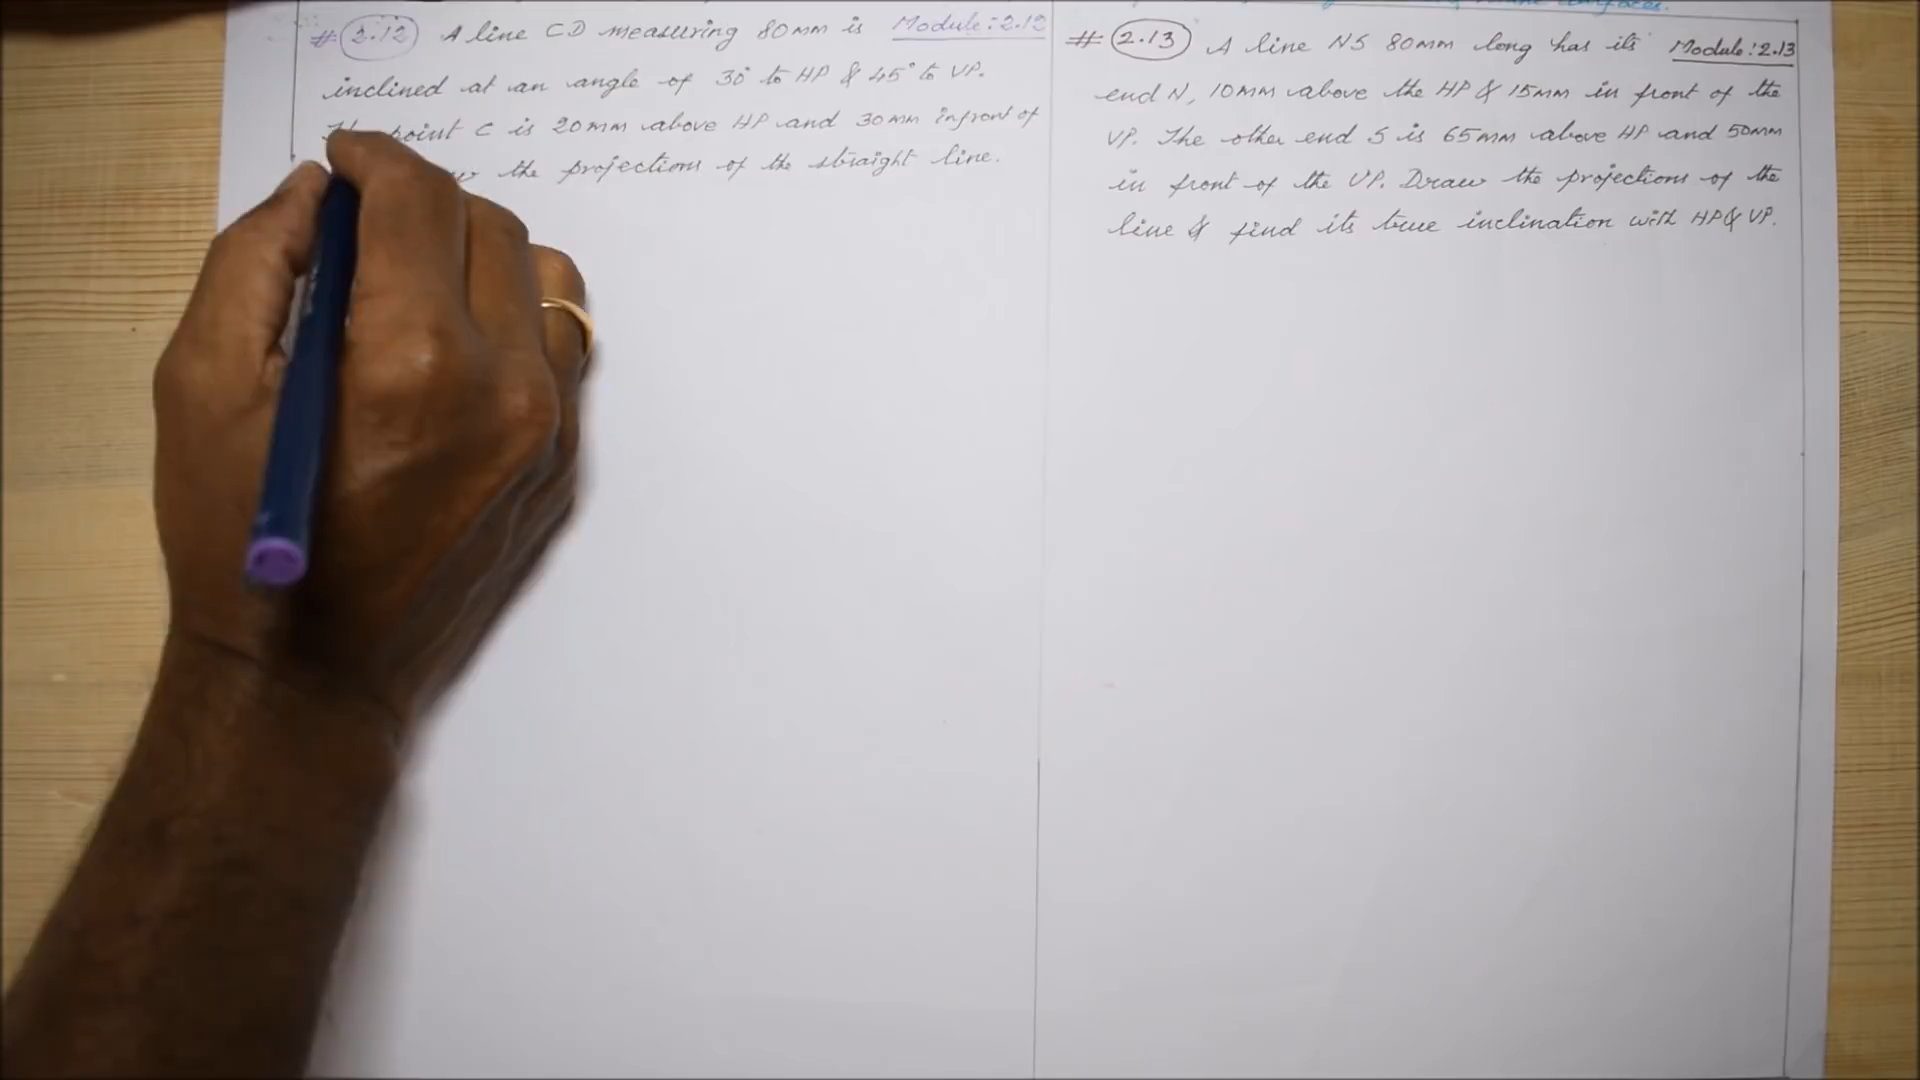 # 2.12 A line CD measuring 80mm is Module:2.12
inclined at an angle of 30° to HP & 45° to VP.
point C is 20mm above HP and 30mm infront of
the projections of the straight line.
surfaces.
# 2.13 A line NS 80mm long has its Module:2.13
end N, 10mm above the HP & 15mm in front of the
VP. The other end S is 65mm above HP and 50mm
in front of the VP. Draw the projections of the
line & find its true inclination with HP & VP.